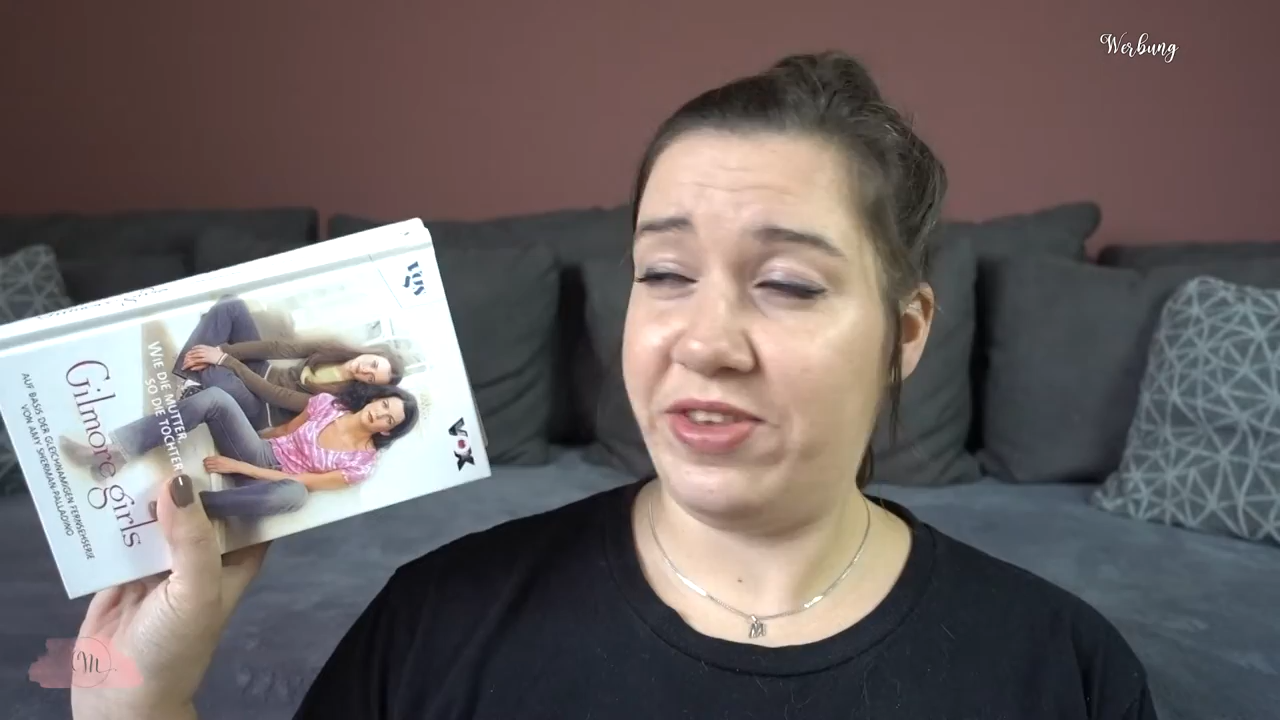 Werbung
vgs
WIE DIE MUTTER,
SO DIE TOCHTER
Gilmore girls
AUF BASIS DER GLEICHNAMIGEN FERNSEHSERIE
VON AMY SHERMAN-PALLADINO
VOX
M
M